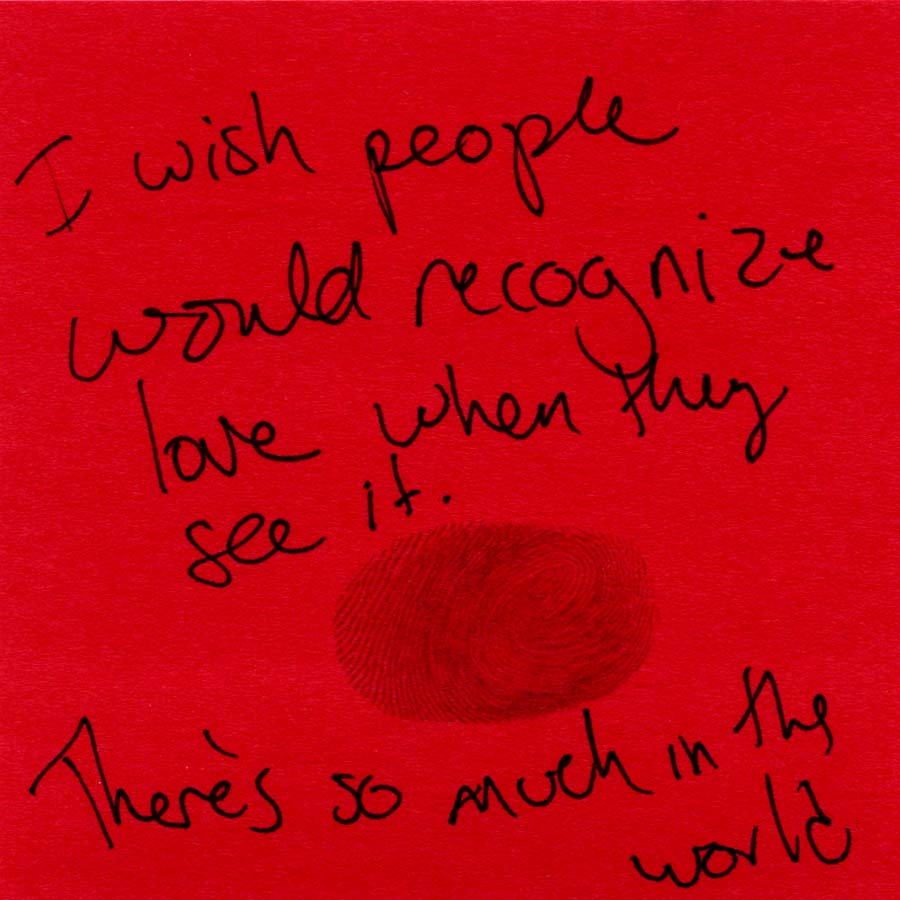 I wish people
would recognize
love when they
see it.
There's so much in the
world